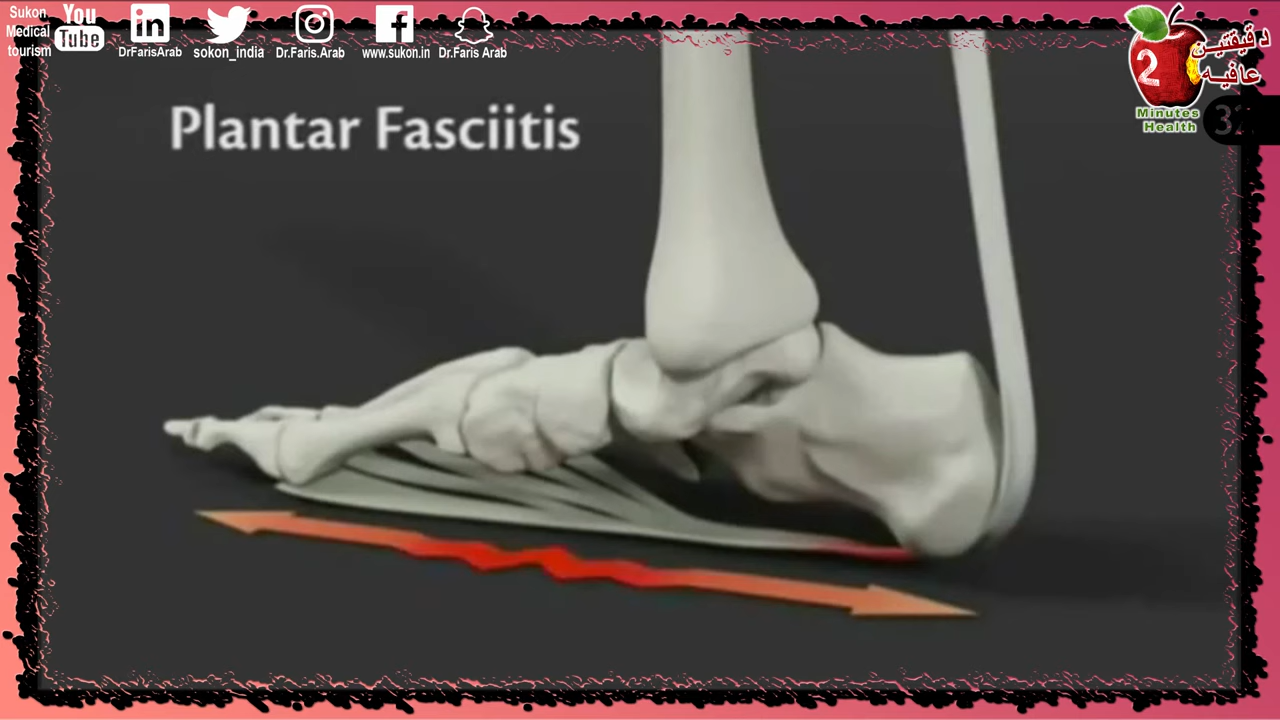 Sukon
Medical
tourism
You
Tube
DrFarisArab
sokon_india
Dr.Faris.Arab
www.sukon.in
Dr.Faris Arab
Plantar Fasciitis
دقيقتين
عافيه
2
Minutes
Health